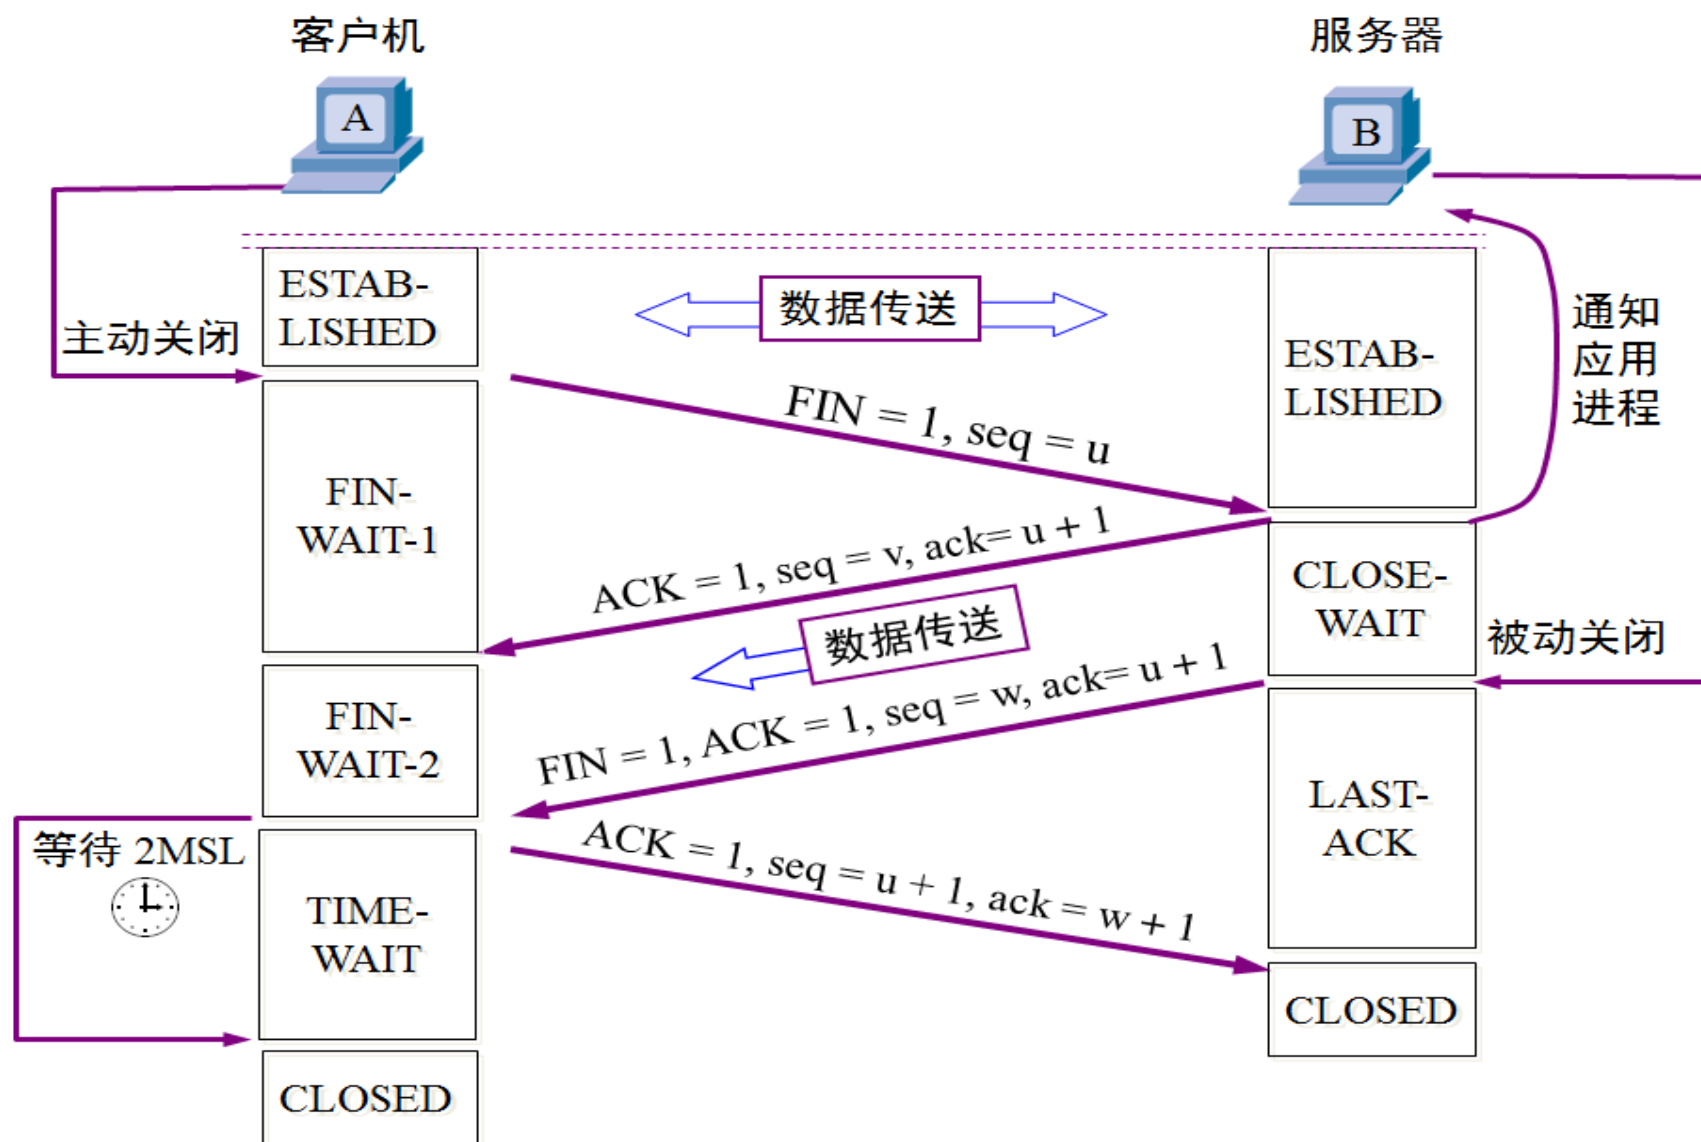 客户机
服务器
A
B
ESTAB-
LISHED
数据传送
主动关闭
ESTAB-
LISHED
通知
应用
进程
FIN = 1, seq = u
FIN-
WAIT-1
ACK = 1, seq = v, ack= u + 1
CLOSE-
WAIT
数据传送
被动关闭
FIN-
WAIT-2
FIN = 1, ACK = 1, seq = w, ack= u + 1
LAST-
ACK
等待 2MSL
ACK = 1, seq = u + 1, ack = w + 1
TIME-
WAIT
CLOSED
CLOSED